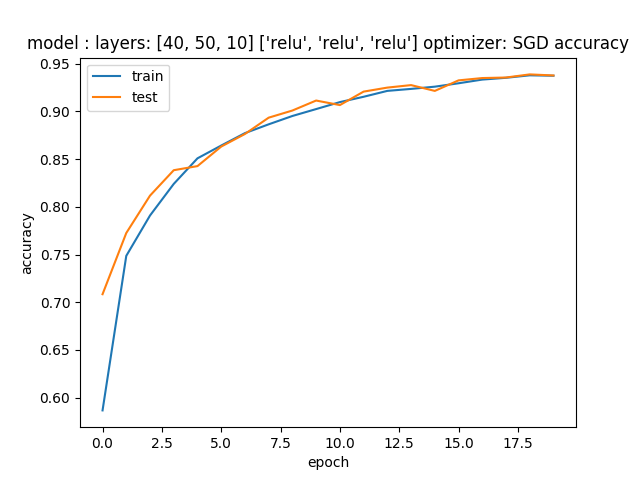 model : layers: [40, 50, 10] ['relu', 'relu', 'relu'] optimizer: SGD accuracy
train
test
accuracy
0.95
0.90
0.85
0.80
0.75
0.70
0.65
0.60
0.0 2.5 5.0 7.5 10.0 12.5 15.0 17.5
epoch